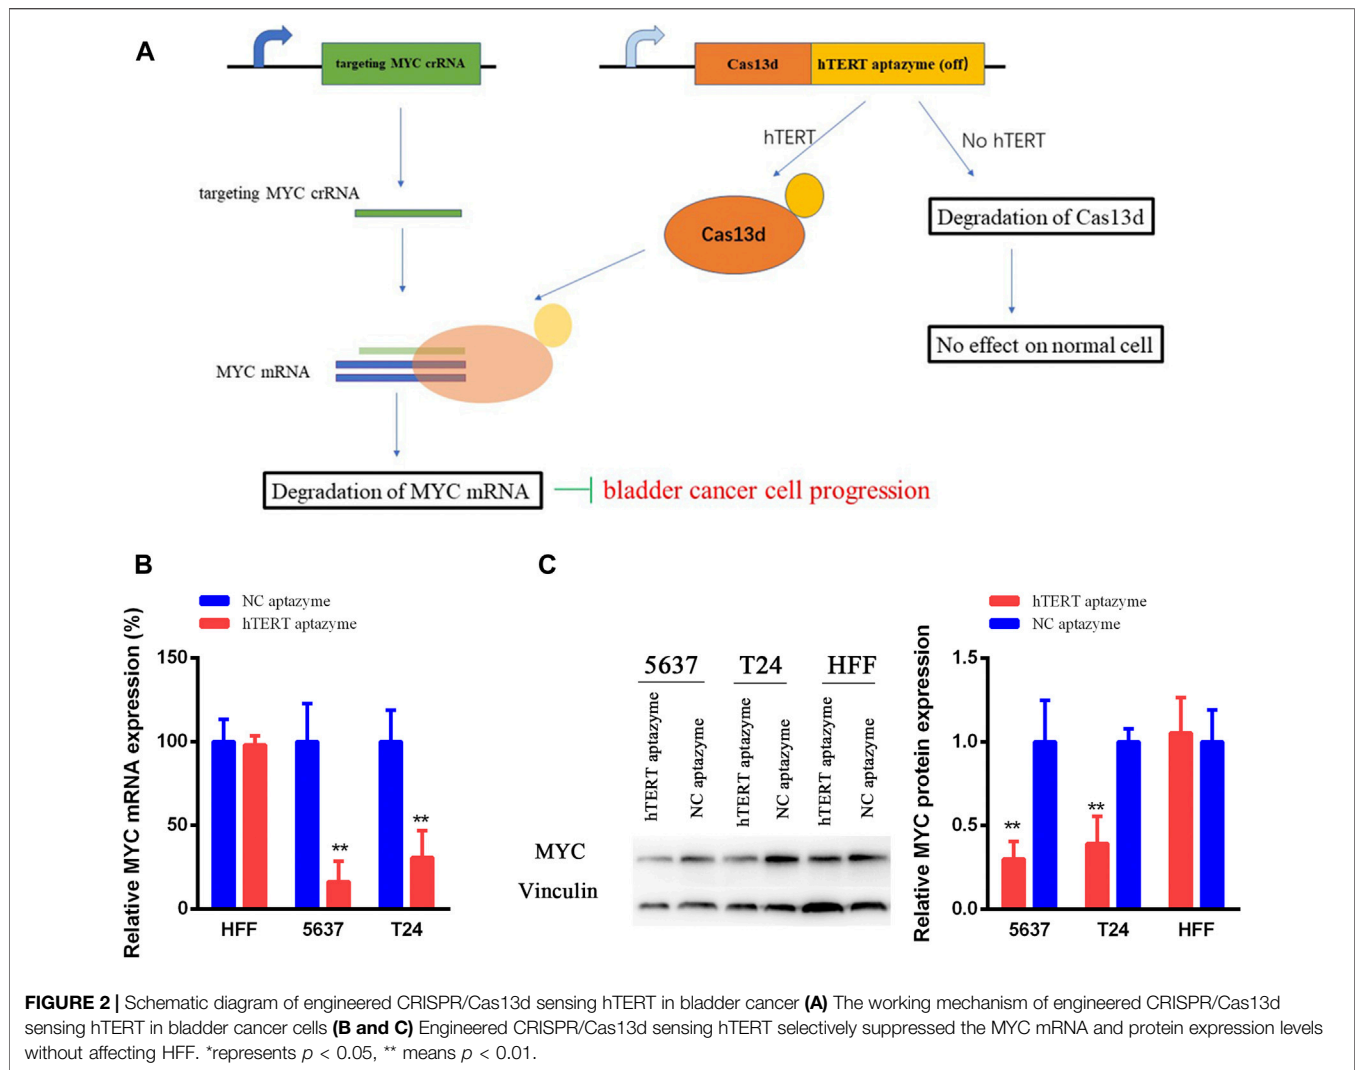 A
targeting MYC crRNA
Cas13d
hTERT aptazyme (off)
hTERT
No hTERT
targeting MYC crRNA
Cas13d
Degradation of Cas13d
MYC mRNA
No effect on normal cell
Degradation of MYC mRNA
bladder cancer cell progression
B
NC aptazyme
hTERT aptazyme
Relative MYC mRNA expression (%)
150
100
50
0
**
**
HFF
5637
T24
C
5637
T24
HFF
hTERT aptazyme
NC aptazyme
hTERT aptazyme
NC aptazyme
hTERT aptazyme
NC aptazyme
MYC
Vinculin
hTERT aptazyme
NC aptazyme
Relative MYC protein expression
1.5
1.0
0.5
0.0
**
**
5637
T24
HFF
FIGURE 2 | Schematic diagram of engineered CRISPR/Cas13d sensing hTERT in bladder cancer (A) The working mechanism of engineered CRISPR/Cas13d
sensing hTERT in bladder cancer cells (B and C) Engineered CRISPR/Cas13d sensing hTERT selectively suppressed the MYC mRNA and protein expression levels
without affecting HFF. *represents p < 0.05, ** means p < 0.01.